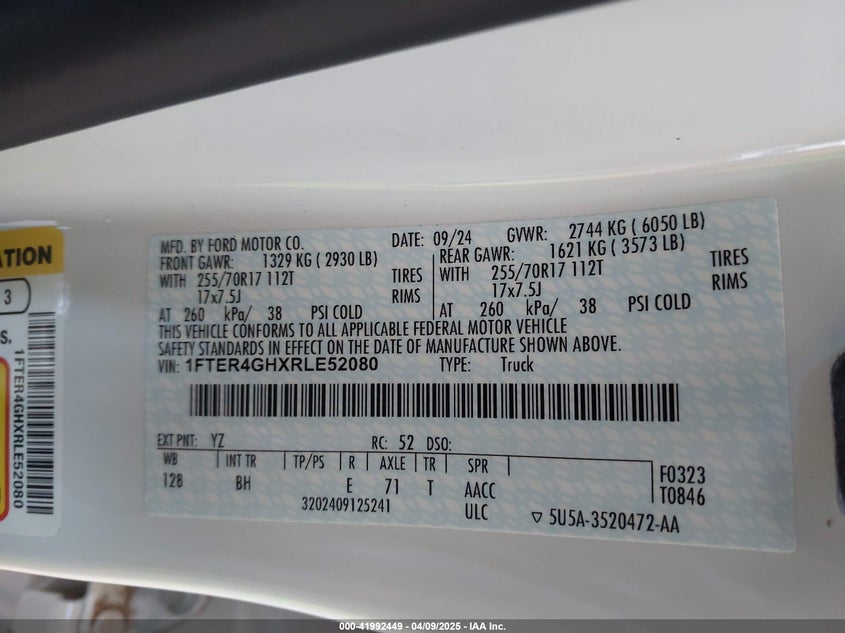 ATION
3
S.
1FTER4GHXRLE52080
MFD. BY FORD MOTOR CO. DATE: 09/24 GVWR: 2744 KG ( 6050 LB)
FRONT GAWR: 1329 KG ( 2930 LB) REAR GAWR: 1621 KG ( 3573 LB)
WITH 255/70R17 112T TIRES WITH 255/70R17 112T TIRES
17x7.5J RIMS 17x7.5J RIMS
AT 260 kPa/ 38 PSI COLD AT 260 kPa/ 38 PSI COLD
THIS VEHICLE CONFORMS TO ALL APPLICABLE FEDERAL MOTOR VEHICLE
SAFETY STANDARDS IN EFFECT ON THE DATE OF MANUFACTURE SHOWN ABOVE.
VIN: 1FTER4GHXRLE52080 TYPE: Truck
EXT PNT: YZ RC: 52 DSO:
WB INT TR TP/PS R AXLE TR SPR
128 BH E 71 T AACC
3202409125241 ULC
F0323
T0846
▽ 5U5A-3520472-AA
000-41992449 - 04/09/2025 - IAA Inc.